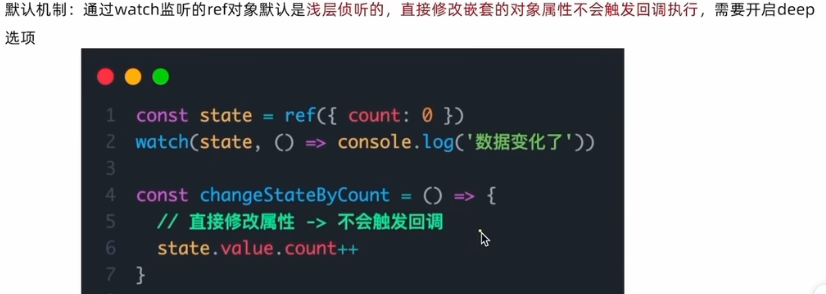 默认机制：通过watch监听的ref对象默认是浅层侦听的，直接修改嵌套的对象属性不会触发回调执行，需要开启deep
选项
1 const state = ref({ count: 0 })
2 watch(state, () => console.log('数据变化了'))
3
4 const changeStateByCount = () => {
5   // 直接修改属性 -> 不会触发回调
6   state.value.count++
7 }